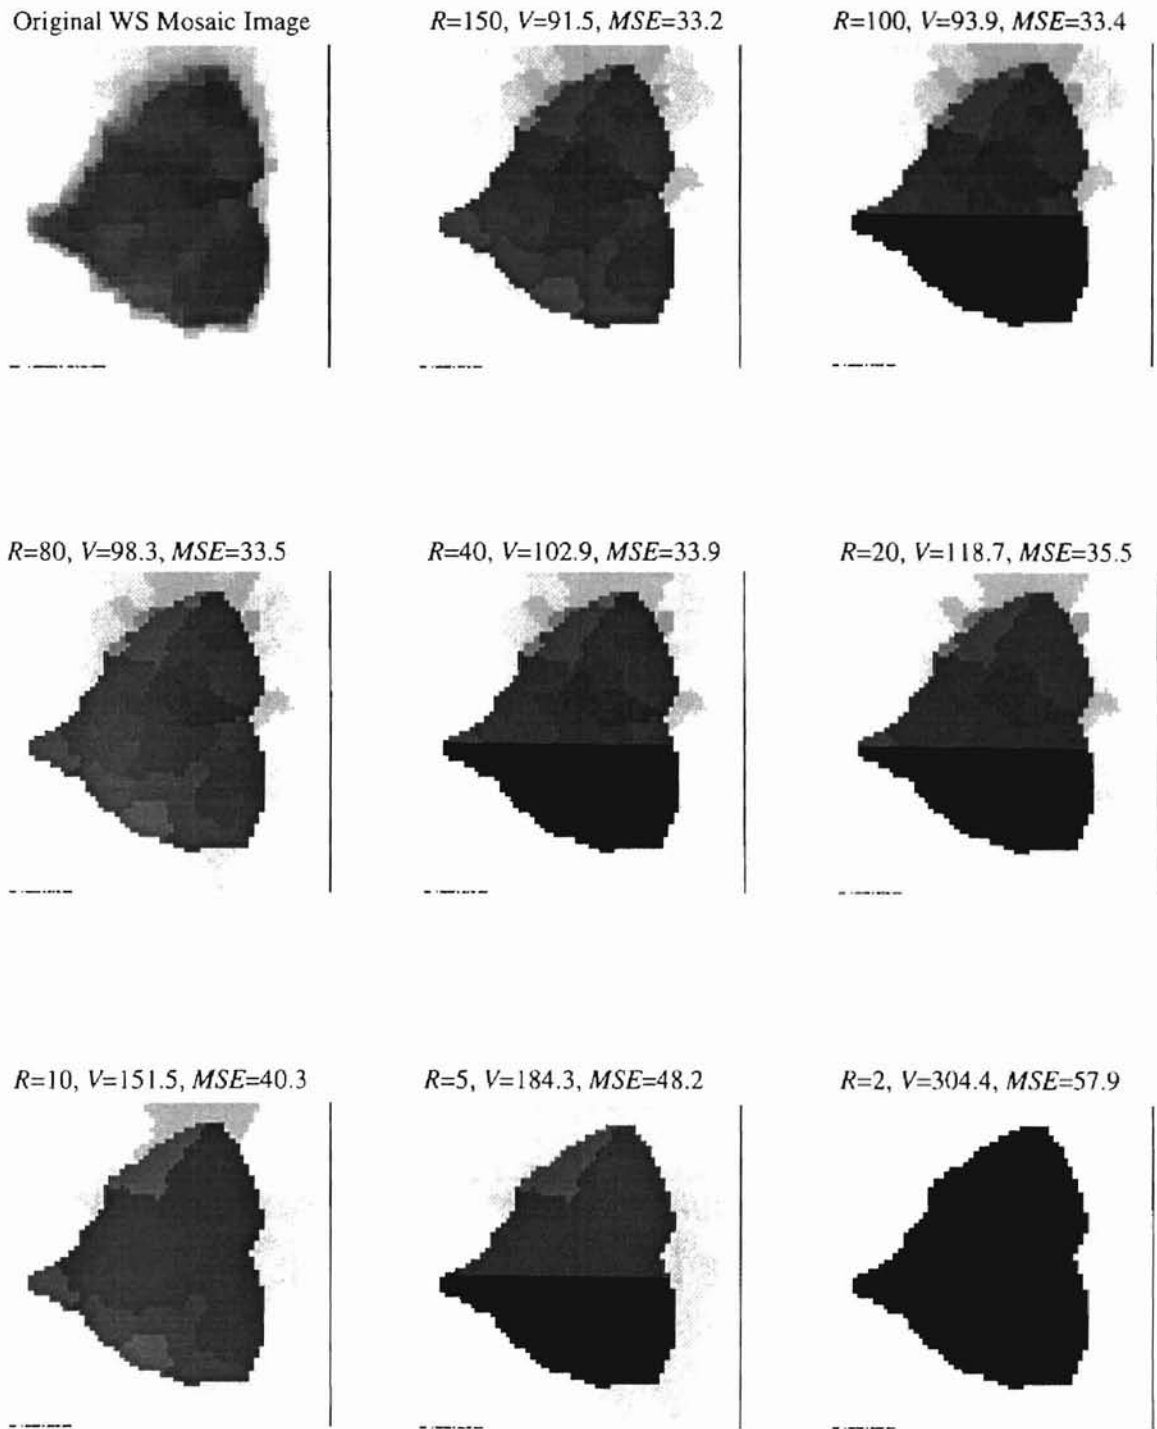 Original WS Mosaic Image
R=150, V=91.5, MSE=33.2
R=100, V=93.9, MSE=33.4
R=80, V=98.3, MSE=33.5
R=40, V=102.9, MSE=33.9
R=20, V=118.7, MSE=35.5
R=10, V=151.5, MSE=40.3
R=5, V=184.3, MSE=48.2
R=2, V=304.4, MSE=57.9